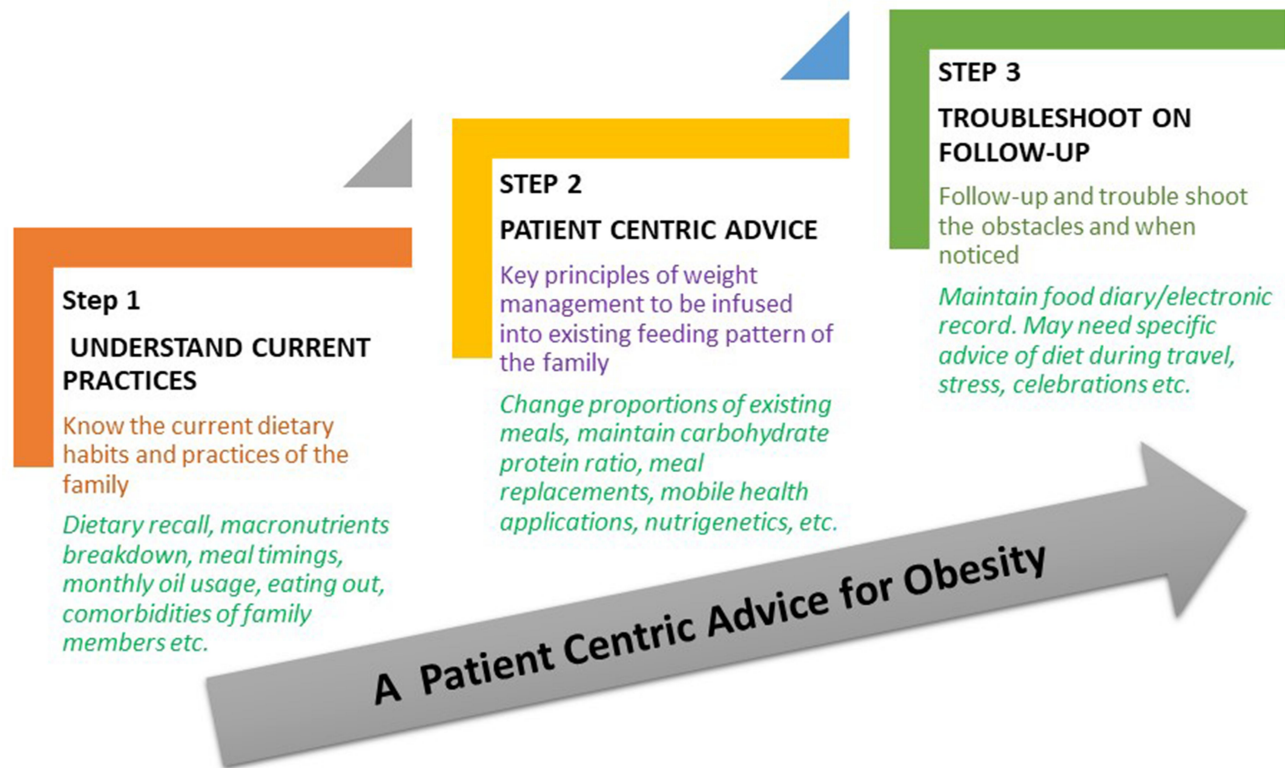 Step 1
UNDERSTAND CURRENT
PRACTICES
Know the current dietary
habits and practices of the
family
Dietary recall, macronutrients
breakdown, meal timings,
monthly oil usage, eating out,
comorbidities of family
members etc.
STEP 2
PATIENT CENTRIC ADVICE
Key principles of weight
management to be infused
into existing feeding pattern of
the family
Change proportions of existing
meals, maintain carbohydrate
protein ratio, meal
replacements, mobile health
applications, nutrigenetics, etc.
STEP 3
TROUBLESHOOT ON
FOLLOW-UP
Follow-up and trouble shoot
the obstacles and when
noticed
Maintain food diary/electronic
record. May need specific
advice of diet during travel,
stress, celebrations etc.
A Patient Centric Advice for Obesity